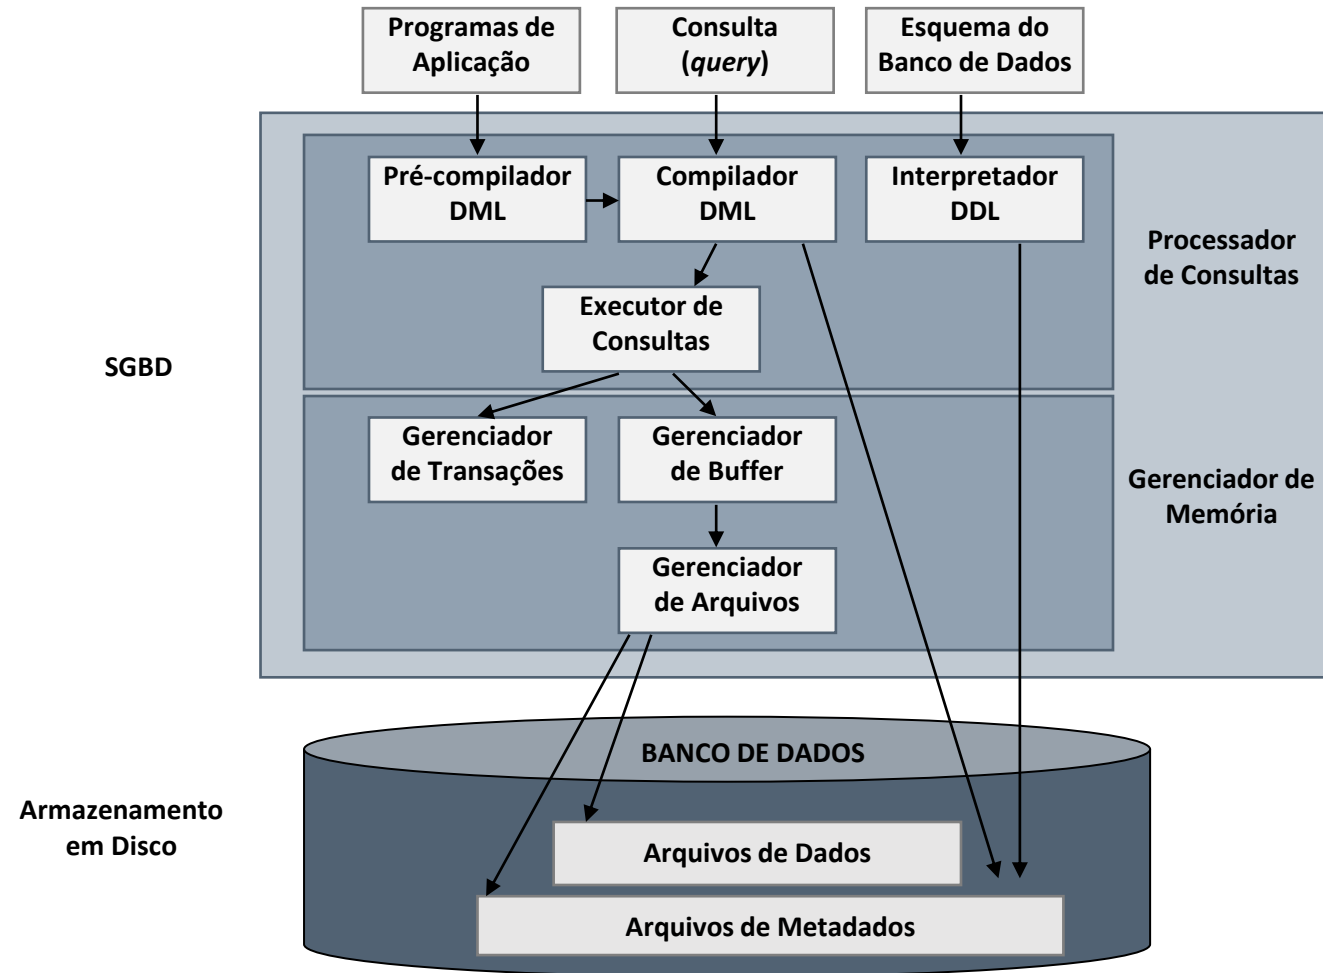 Programas de
Aplicação
Consulta
(query)
Esquema do
Banco de Dados
Pré-compilador
DML
Compilador
DML
Interpretador
DDL
Processador
de Consultas
Executor de
Consultas
SGBD
Gerenciador
de Transações
Gerenciador
de Buffer
Gerenciador de
Memória
Gerenciador
de Arquivos
BANCO DE DADOS
Armazenamento
em Disco
Arquivos de Dados
Arquivos de Metadados